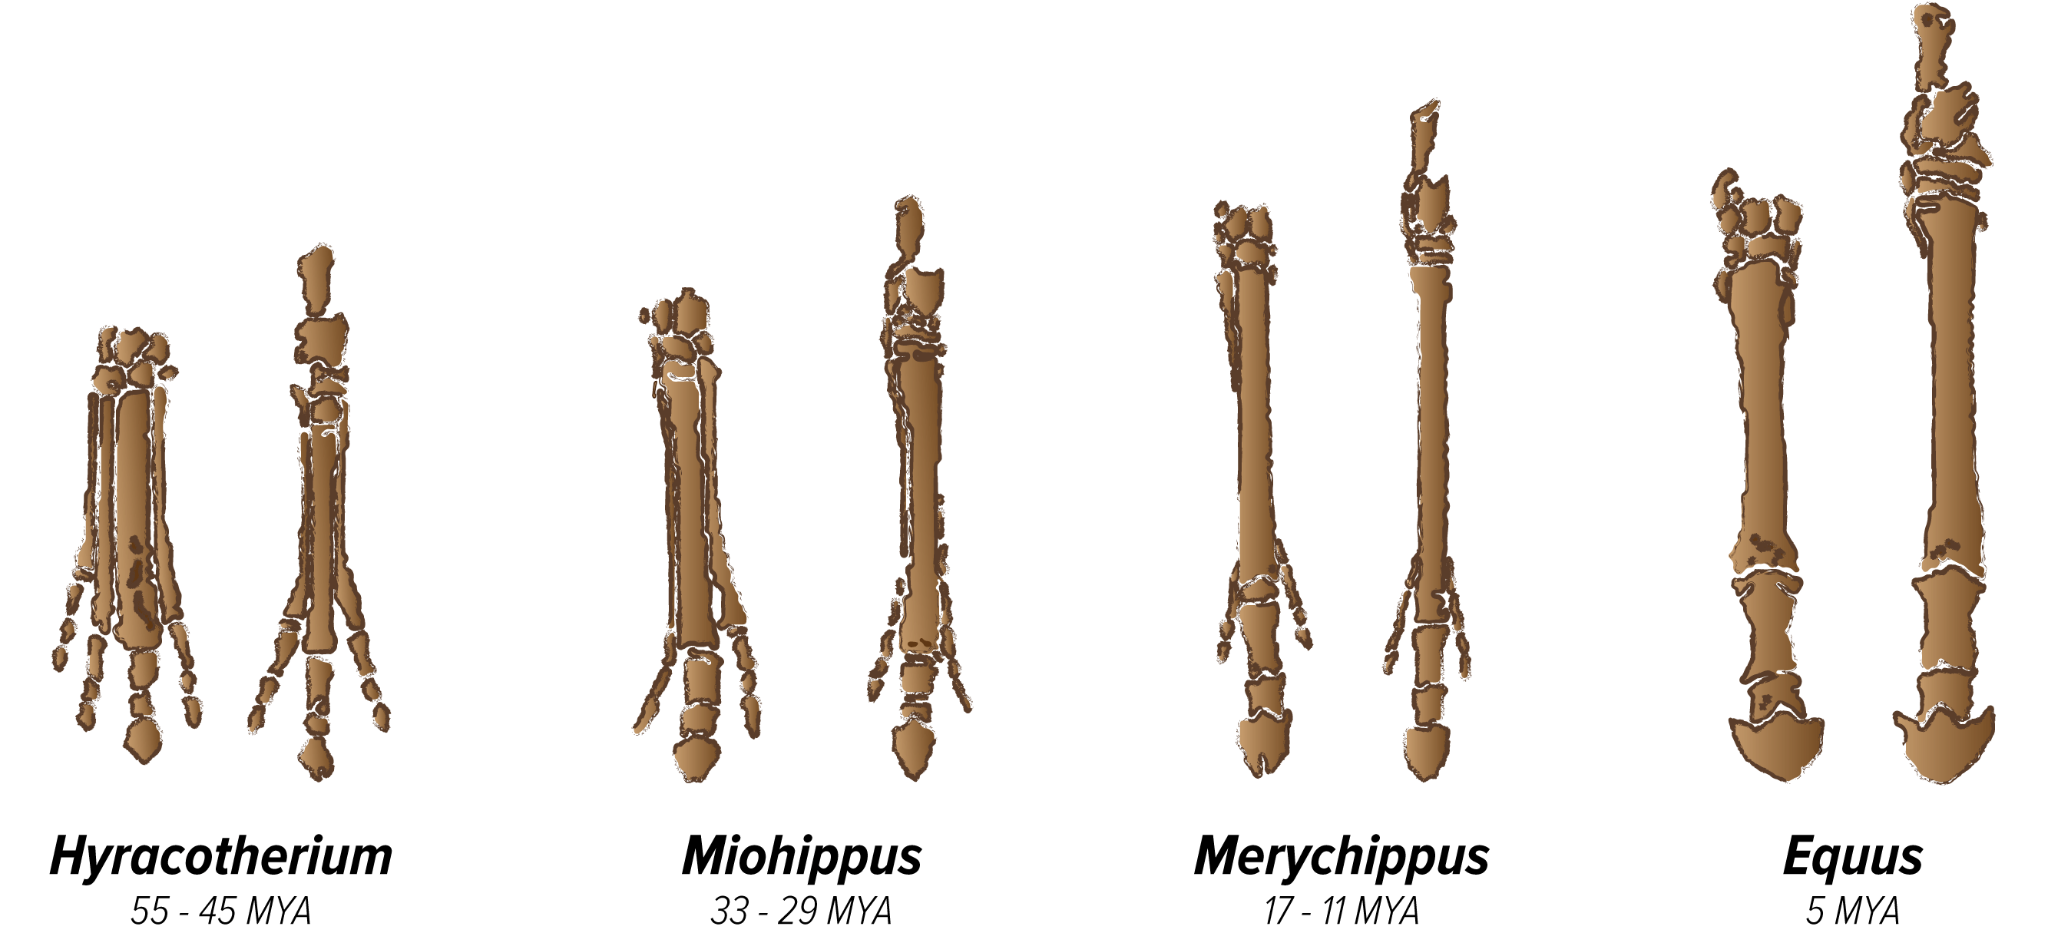 Hyracotherium
55 - 45 MYA
Miohippus
33 - 29 MYA
Merychippus
17 - 11 MYA
Equus
5 MYA